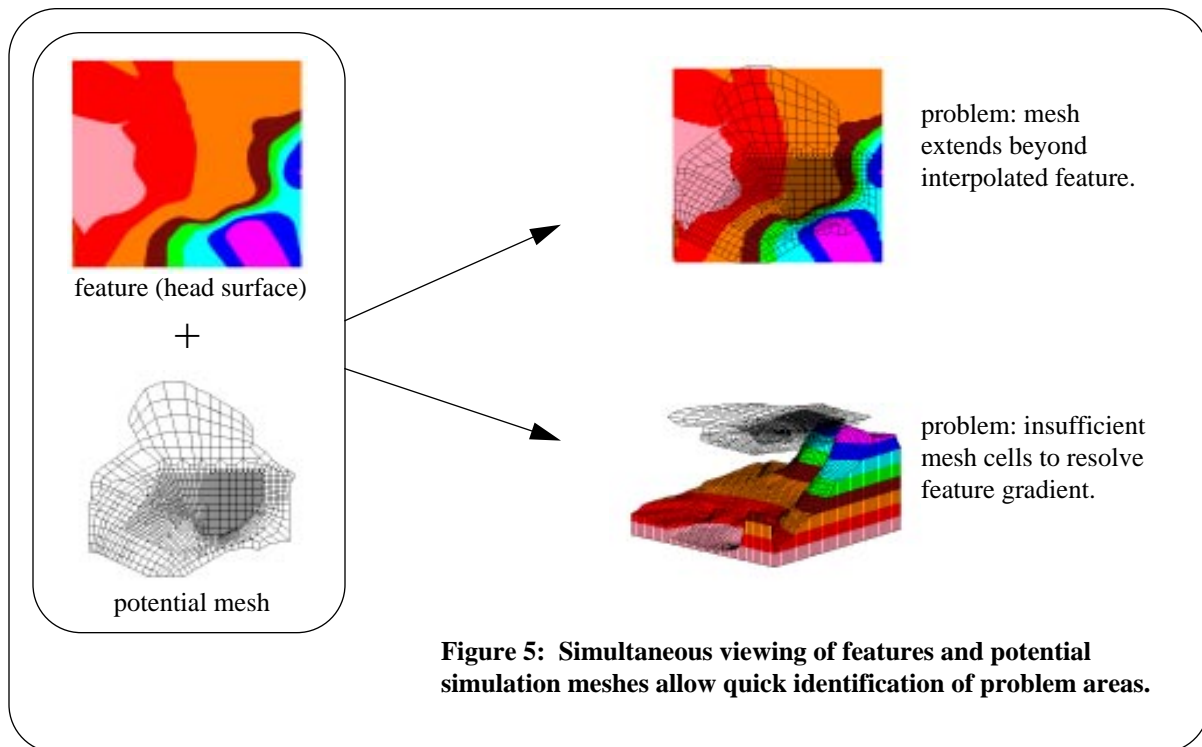 feature (head surface)
+
potential mesh
problem: mesh
extends beyond
interpolated feature.
problem: insufficient
mesh cells to resolve
feature gradient.
Figure 5:  Simultaneous viewing of features and potential
simulation meshes allow quick identification of problem areas.